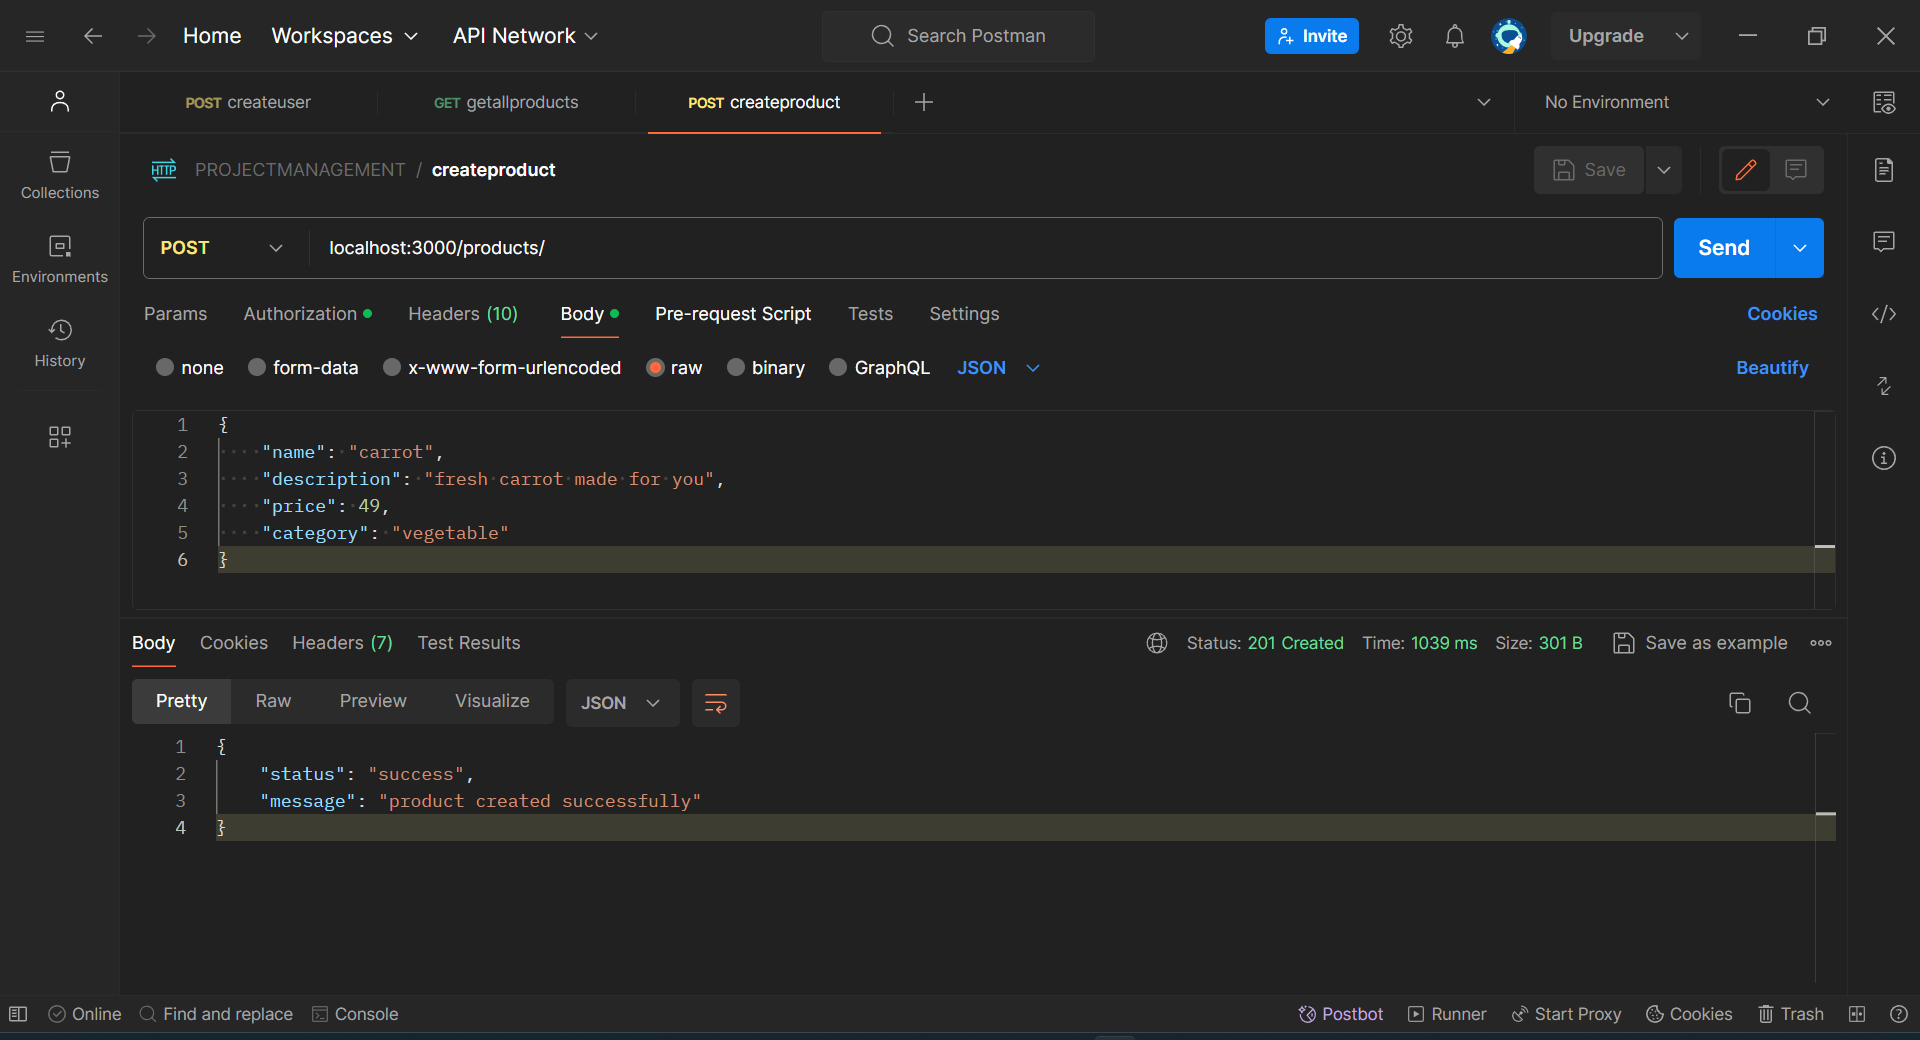 Home Workspaces API Network Search Postman Invite Upgrade
POST createuser GET getallproducts POST createproduct No Environment
HTTP PROJECTMANAGEMENT / createproduct Save
Collections
Environments
History
POST localhost:3000/products/ Send
Params Authorization Headers (10) Body Pre-request Script Tests Settings Cookies
none form-data x-www-form-urlencoded raw binary GraphQL JSON Beautify
1 {
2 "name": "carrot",
3 "description": "fresh carrot made for you",
4 "price": 49,
5 "category": "vegetable"
6 }
Body Cookies Headers (7) Test Results Status: 201 Created Time: 1039 ms Size: 301 B Save as example
Pretty Raw Preview Visualize JSON
1 {
2 "status": "success",
3 "message": "product created successfully"
4 }
Online Find and replace Console Postbot Runner Start Proxy Cookies Trash